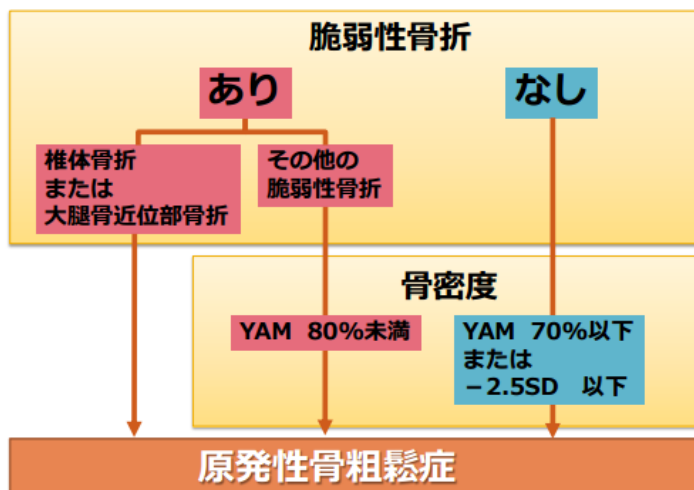 脆弱性骨折
あり
なし
椎体骨折
または
大腿骨近位部骨折
その他の
脆弱性骨折
骨密度
YAM 80%未満
YAM 70%以下
または
－2.5SD 以下
原発性骨粗鬆症